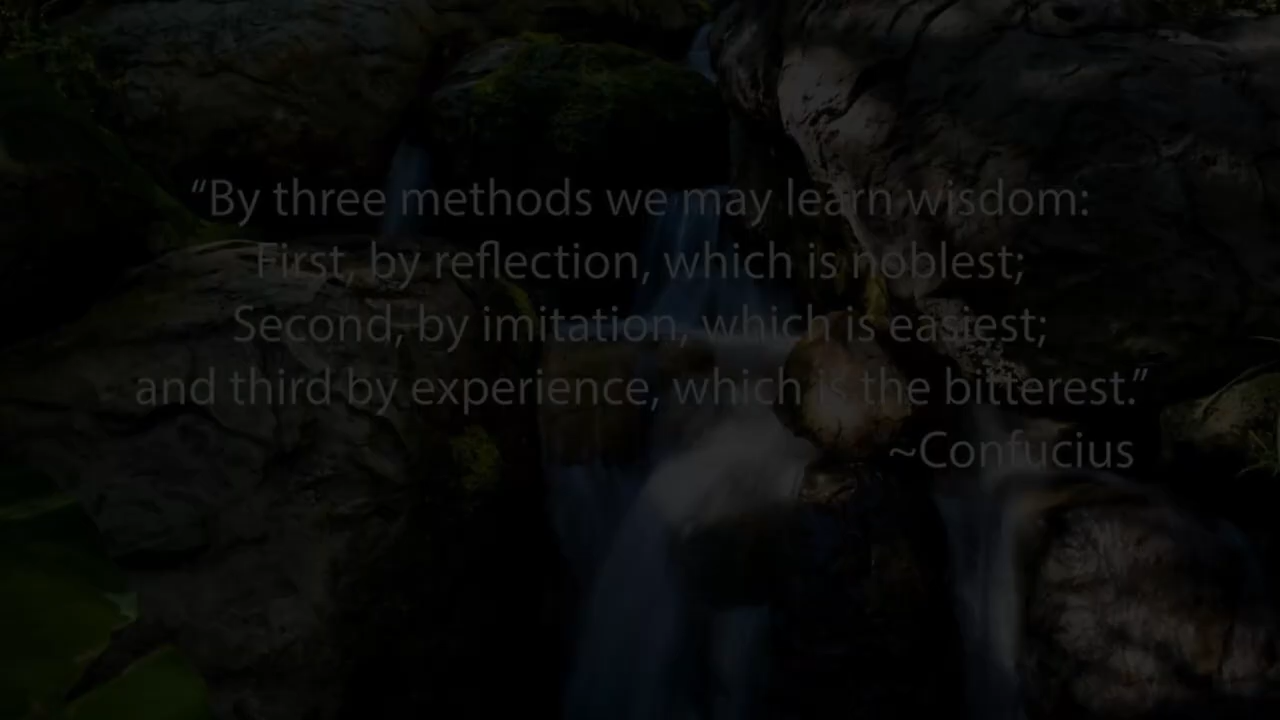 “By three methods we may learn wisdom:
First, by reflection, which is noblest;
Second, by imitation, which is easiest;
and third by experience, which is the bitterest.”
~Confucius